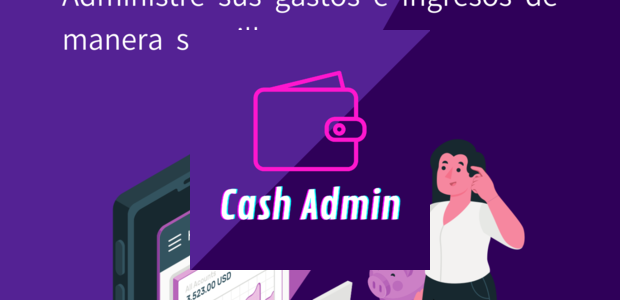 Administre sus gastos e ingresos de
manera s
Cash Admin
3,523.00 USD